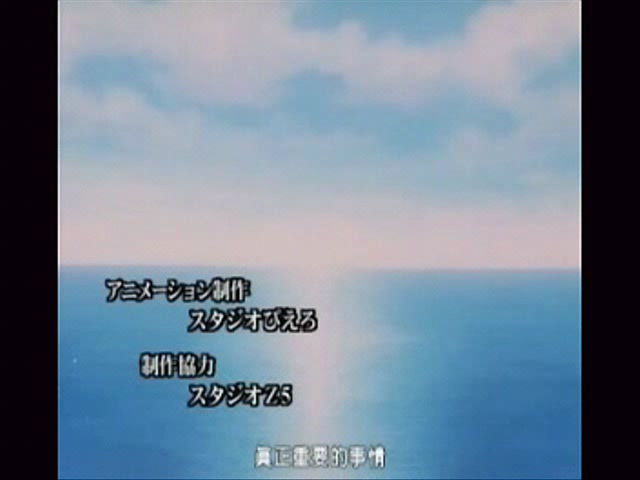 アニメーション制作
スタジオぴえろ
制作協力
スタジオZ5
眞正重要的事情